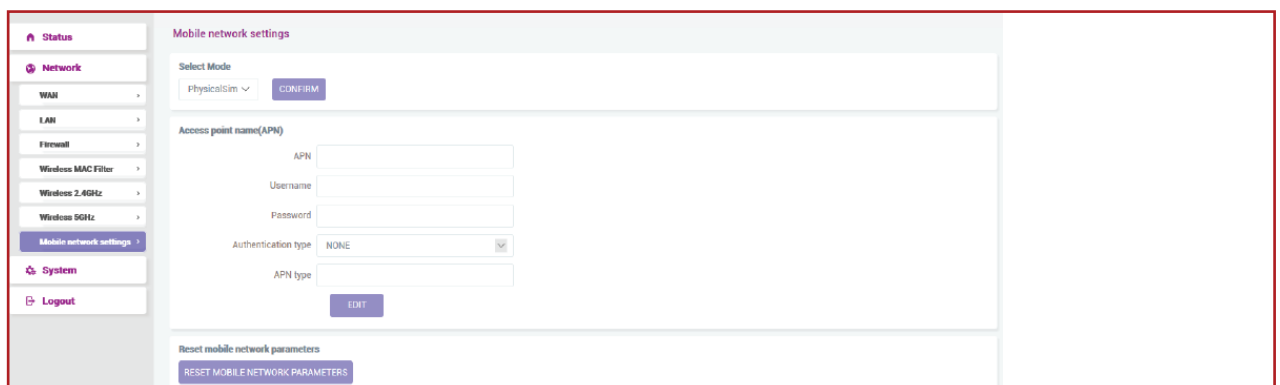 Status
Network
WAN
LAN
Firewall
Wireless MAC Filter
Wireless 2.4GHz
Wireless 5GHz
Mobile network settings
System
Logout
Mobile network settings
Select Mode
PhysicalSim CONFIRM
Access point name(APN)
APN
Username
Password
Authentication type NONE
APN type
EDIT
Reset mobile network parameters
RESET MOBILE NETWORK PARAMETERS